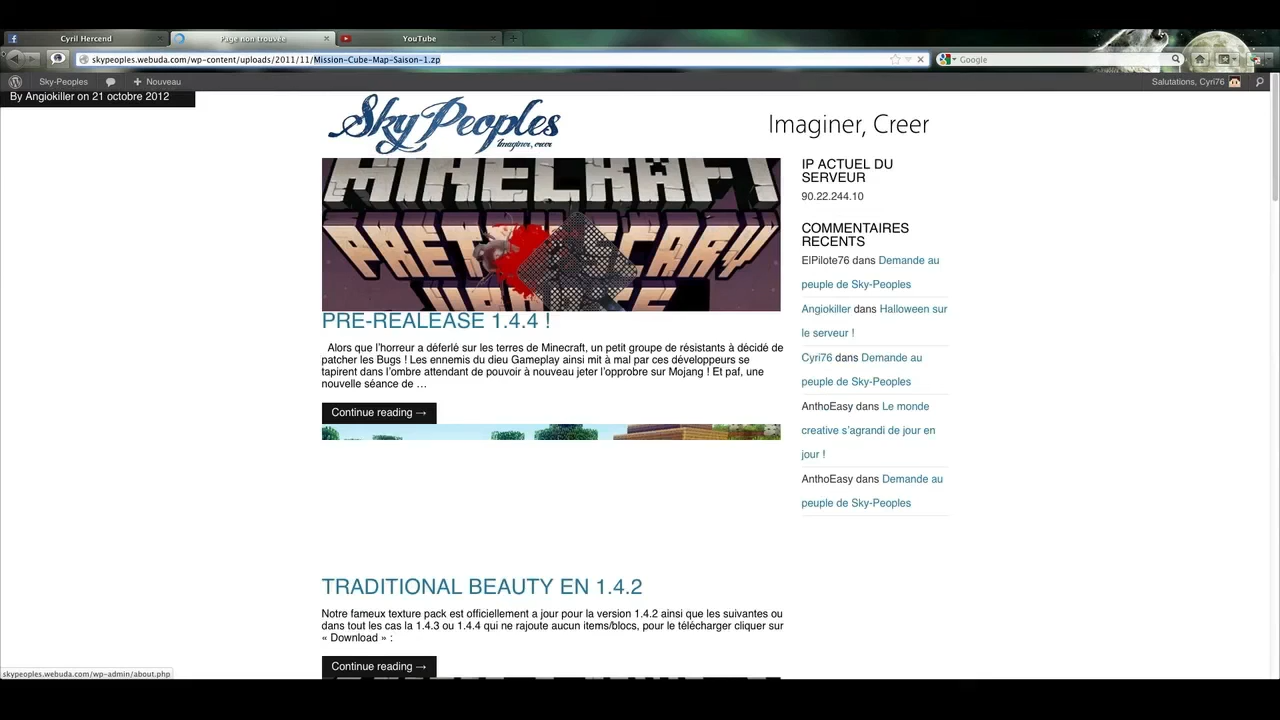 Cyril Hercend
Page non trouvée
YouTube
skypeoples.webuda.com/wp-content/uploads/2011/11/Mission-Cube-Map-Saison-1.zp
Google
Sky-Peoples
Nouveau
Salutations, Cyri76
By Angiokiller on 21 octobre 2012
Sky Peoples
Imaginer, creer
Imaginer, Creer
MINECRAFT
PRE-REALEASE 1.4.4 !
Alors que l'horreur a déferlé sur les terres de Minecraft, un petit groupe de résistants à décidé de
patcher les Bugs ! Les ennemis du dieu Gameplay ainsi mit à mal par ces développeurs se
tapirent dans l'ombre attendant de pouvoir à nouveau jeter l'opprobre sur Mojang ! Et paf, une
nouvelle séance de …
Continue reading →
TRADITIONAL BEAUTY EN 1.4.2
Notre fameux texture pack est officiellement a jour pour la version 1.4.2 ainsi que les suivantes ou
dans tout les cas la 1.4.3 ou 1.4.4 qui ne rajoute aucun items/blocs, pour le télécharger cliquer sur
« Download » :
Continue reading →
IP ACTUEL DU
SERVEUR
90.22.244.10
COMMENTAIRES
RECENTS
ElPilote76 dans Demande au
peuple de Sky-Peoples
Angiokiller dans Halloween sur
le serveur !
Cyri76 dans Demande au
peuple de Sky-Peoples
AnthoEasy dans Le monde
creative s'agrandi de jour en
jour !
AnthoEasy dans Demande au
peuple de Sky-Peoples
skypeoples.webuda.com/wp-admin/about.php